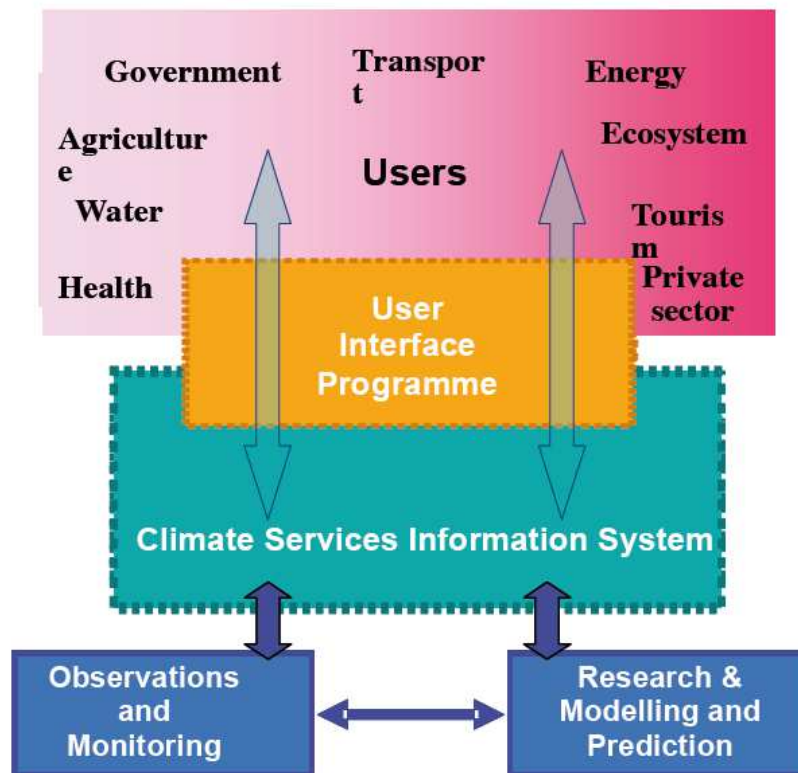 Government
Transpor
t
Energy
Agricultur
e
Ecosystem
Users
Water
Touris
m
Health
Private
sector
User
Interface
Programme
Climate Services Information System
Observations
and
Monitoring
Research &
Modelling and
Prediction